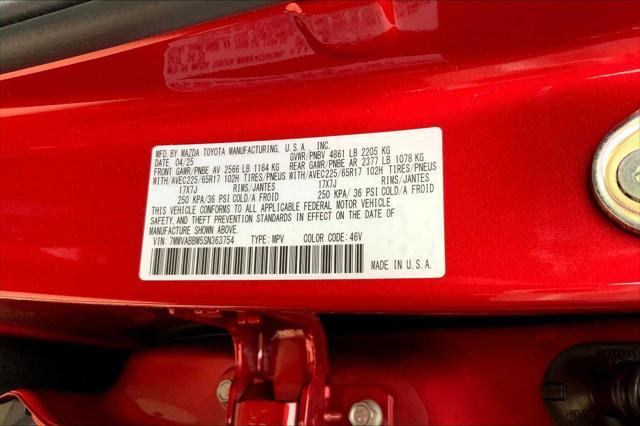 MFD. BY MAZDA TOYOTA MANUFACTURING. U.S.A., INC.
DATE 04/25 GVWR/PNBV 4861 LB 2205 KG
FRONT GAWR/PNBE AV 2566 LB 1164 KG REAR GAWR/PNBE AR 2377 LB 1078 KG
WITH/AVEC225/65R17 102H TIRES/PNEUS WITH/AVEC225/65R17 102H TIRES/PNEUS
17X7J RIMS/JANTES 17X7J RIMS/JANTES
250 KPA/36 PSI COLD/A FROID 250 KPA/36 PSI COLD/A FROID
THIS VEHICLE CONFORMS TO ALL APPLICABLE FEDERAL MOTOR VEHICLE
SAFETY, AND THEFT PREVENTION STANDARDS IN EFFECT ON THE DATE OF
MANUFACTURE SHOWN ABOVE.
VIN: 7MMVABBM5SN363754 TYPE: MPV COLOR CODE: 46V
MADE IN U.S.A.